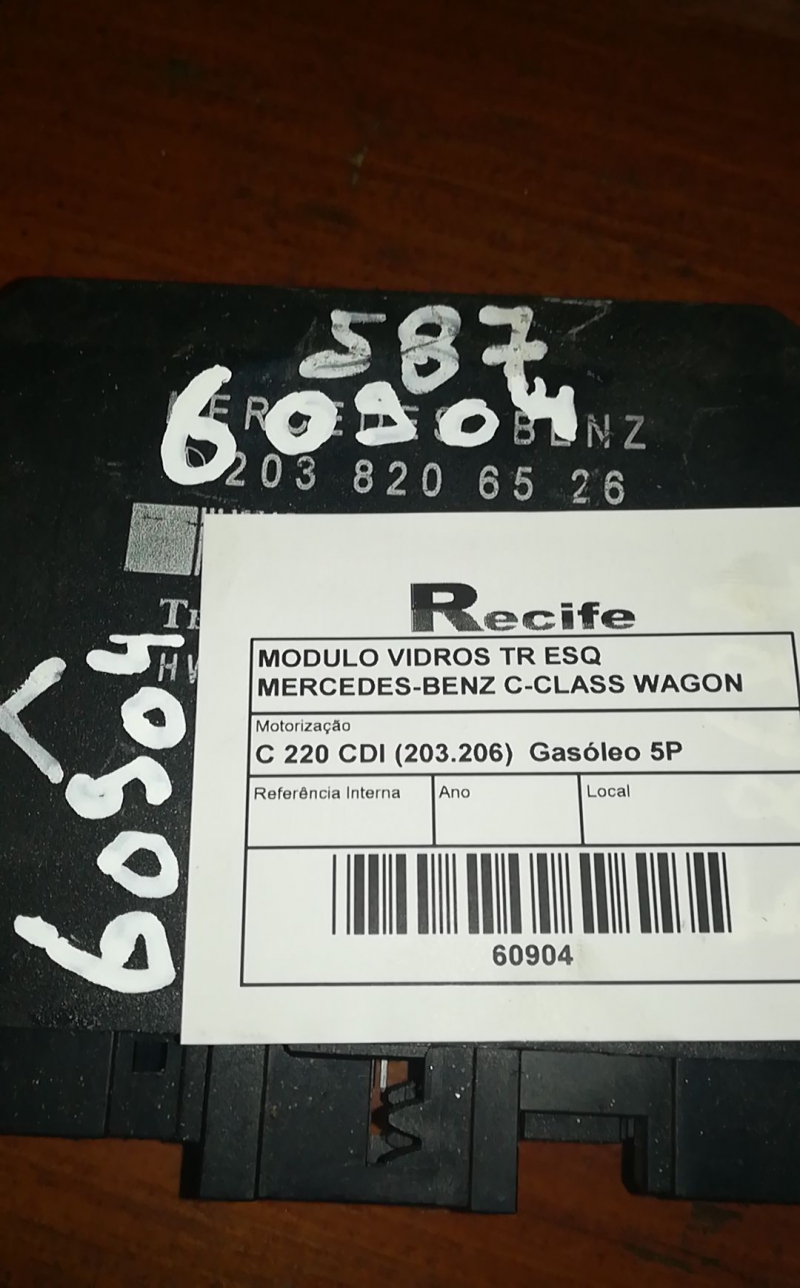 587
60904
MERCEDES-BENZ
203 820 65 26
HW
60904
L
Recife
MODULO VIDROS TR ESQ
MERCEDES-BENZ C-CLASS WAGON
Motorização
C 220 CDI (203.206) Gasóleo 5P
Referência Interna Ano Local
60904